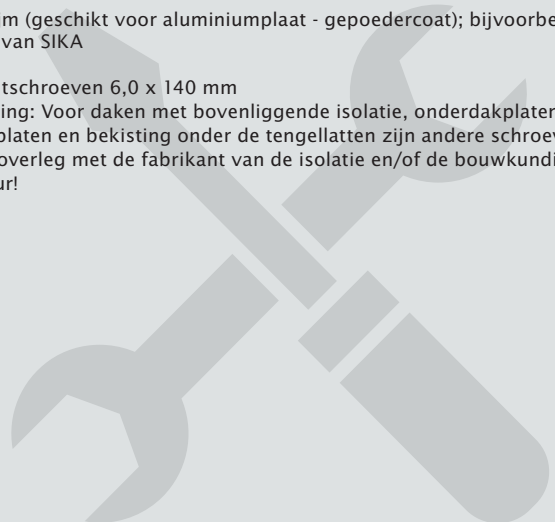 im (geschikt voor aluminiumplaat - gepoedercoat); bijvoorbe
van SIKA
tschroeven 6,0 x 140 mm
ing: Voor daken met bovenliggende isolatie, onderdakplaten
platen en bekisting onder de tengellatten zijn andere schroev
overleg met de fabrikant van de isolatie en/of de bouwkundi
ur!